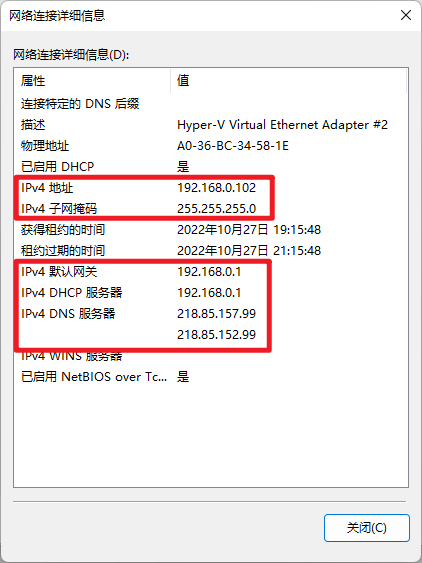 网络连接详细信息
网络连接详细信息(D):
属性 值
连接特定的 DNS 后缀
描述 Hyper-V Virtual Ethernet Adapter #2
物理地址 A0-36-BC-34-58-1E
已启用 DHCP 是
IPv4 地址 192.168.0.102
IPv4 子网掩码 255.255.255.0
获得租约的时间 2022年10月27日 19:15:48
租约过期的时间 2022年10月27日 21:15:48
IPv4 默认网关 192.168.0.1
IPv4 DHCP 服务器 192.168.0.1
IPv4 DNS 服务器 218.85.157.99
218.85.152.99
IPv4 WINS 服务器
已启用 NetBIOS over Tc... 是
关闭(C)